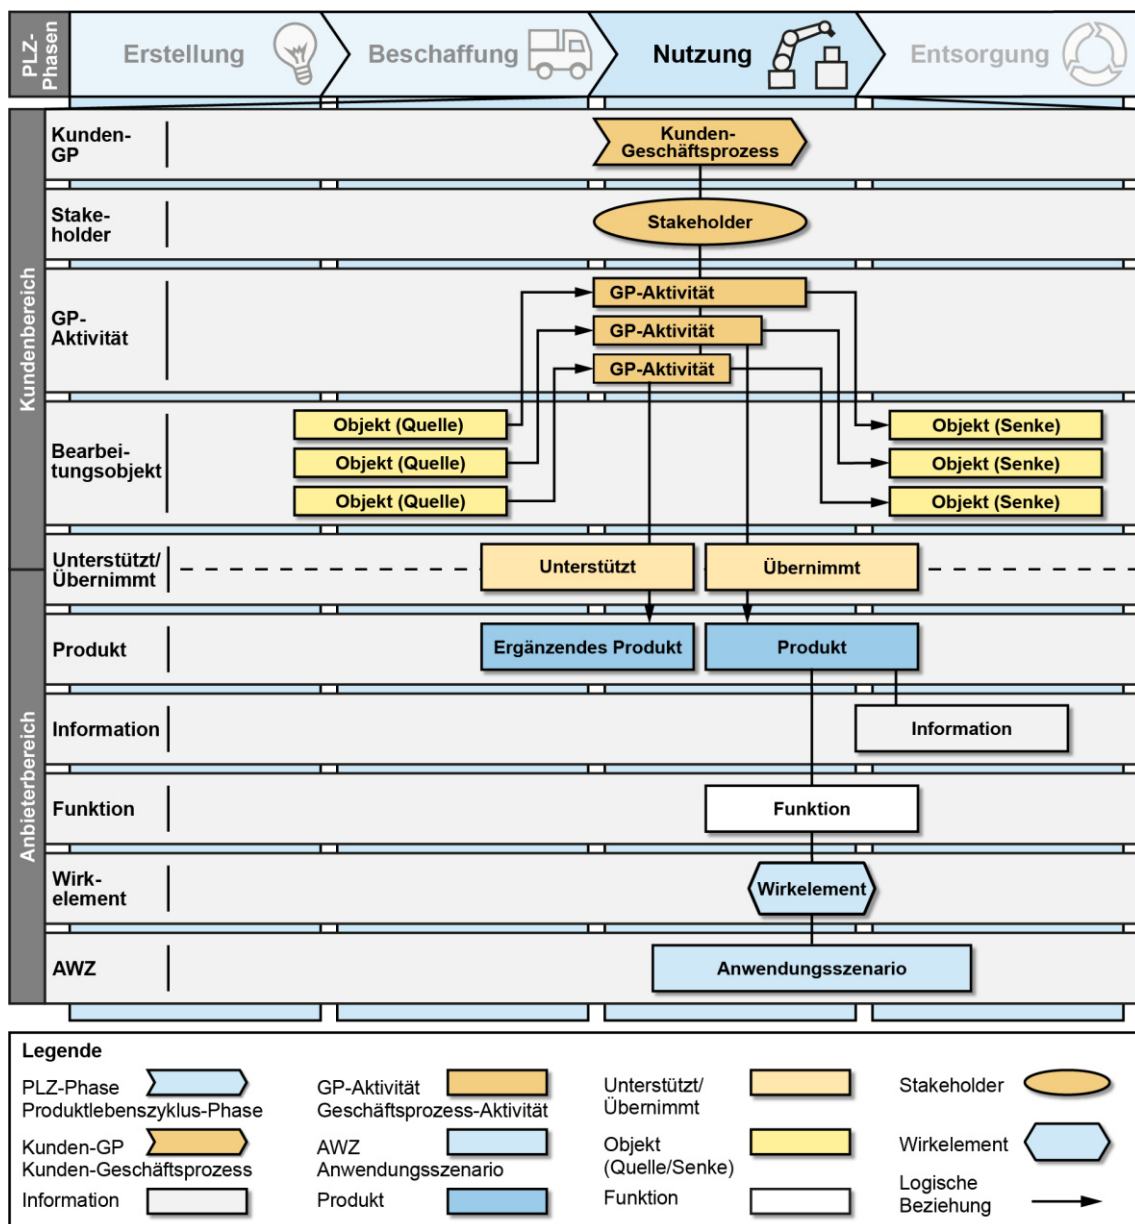 PLZ-
Phasen
Erstellung
Beschaffung
Nutzung
Entsorgung
Kundenbereich
Kunden-
GP
Kunden-
Geschäftsprozess
Stake-
holder
Stakeholder
GP-
Aktivität
GP-Aktivität
GP-Aktivität
GP-Aktivität
Bearbei-
tungsobjekt
Objekt (Quelle)
Objekt (Senke)
Objekt (Quelle)
Objekt (Senke)
Objekt (Quelle)
Objekt (Senke)
Unterstützt/
Übernimmt
Unterstützt
Übernimmt
Anbieterbereich
Produkt
Ergänzendes Produkt
Produkt
Information
Information
Funktion
Funktion
Wirk-
element
Wirkelement
AWZ
Anwendungsszenario
Legende
PLZ-Phase
Produktlebenszyklus-Phase
Kunden-GP
Kunden-Geschäftsprozess
Information
GP-Aktivität
Geschäftsprozess-Aktivität
AWZ
Anwendungsszenario
Produkt
Unterstützt/
Übernimmt
Objekt
(Quelle/Senke)
Funktion
Stakeholder
Wirkelement
Logische
Beziehung